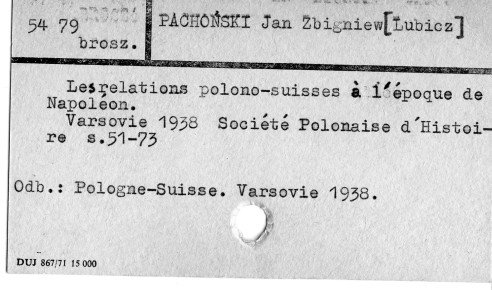 54 79
brosz.
PACHOŃSKI Jan Zbigniew[Łubicz]
Les relations polono-suisses à l'époque de
Napoléon.
Varsovie 1938 Société Polonaise d'Histoi-
re s.51-73
Odb.: Pologne-Suisse. Varsovie 1938.
DUJ 867/71 15 000